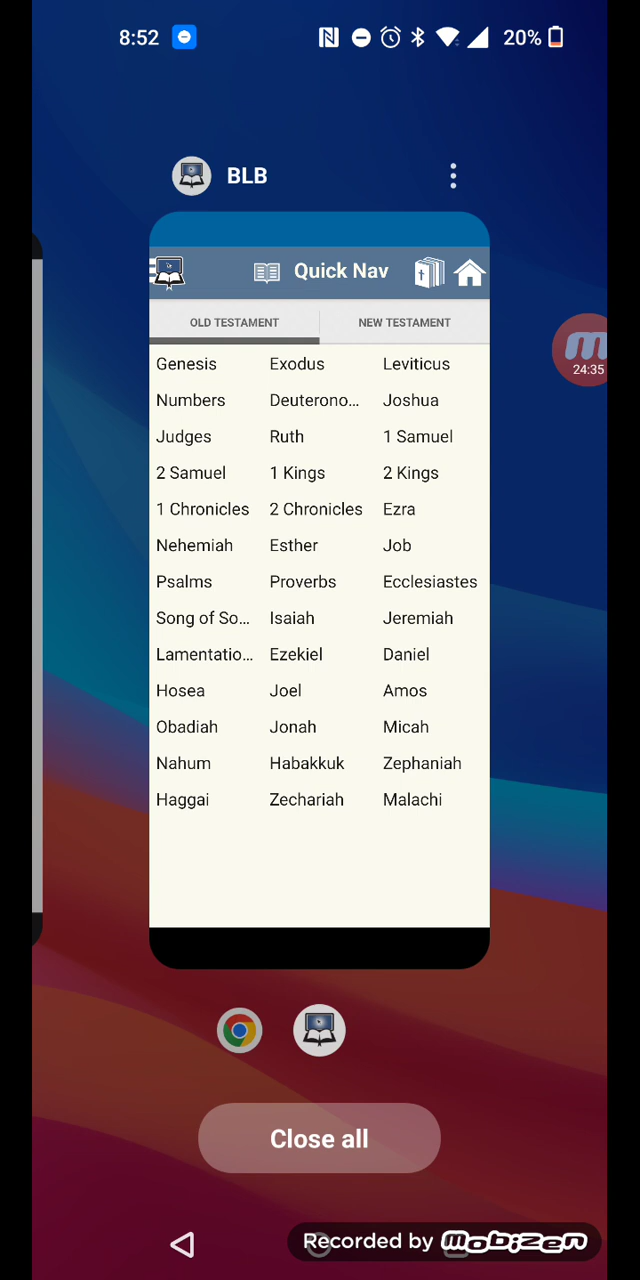 8:52 20%
BLB
Quick Nav
OLD TESTAMENT NEW TESTAMENT
Genesis Exodus Leviticus
Numbers Deuterono... Joshua
Judges Ruth 1 Samuel
2 Samuel 1 Kings 2 Kings
1 Chronicles 2 Chronicles Ezra
Nehemiah Esther Job
Psalms Proverbs Ecclesiastes
Song of So... Isaiah Jeremiah
Lamentatio... Ezekiel Daniel
Hosea Joel Amos
Obadiah Jonah Micah
Nahum Habakkuk Zephaniah
Haggai Zechariah Malachi
m
24:35
Close all
Recorded by mobizen